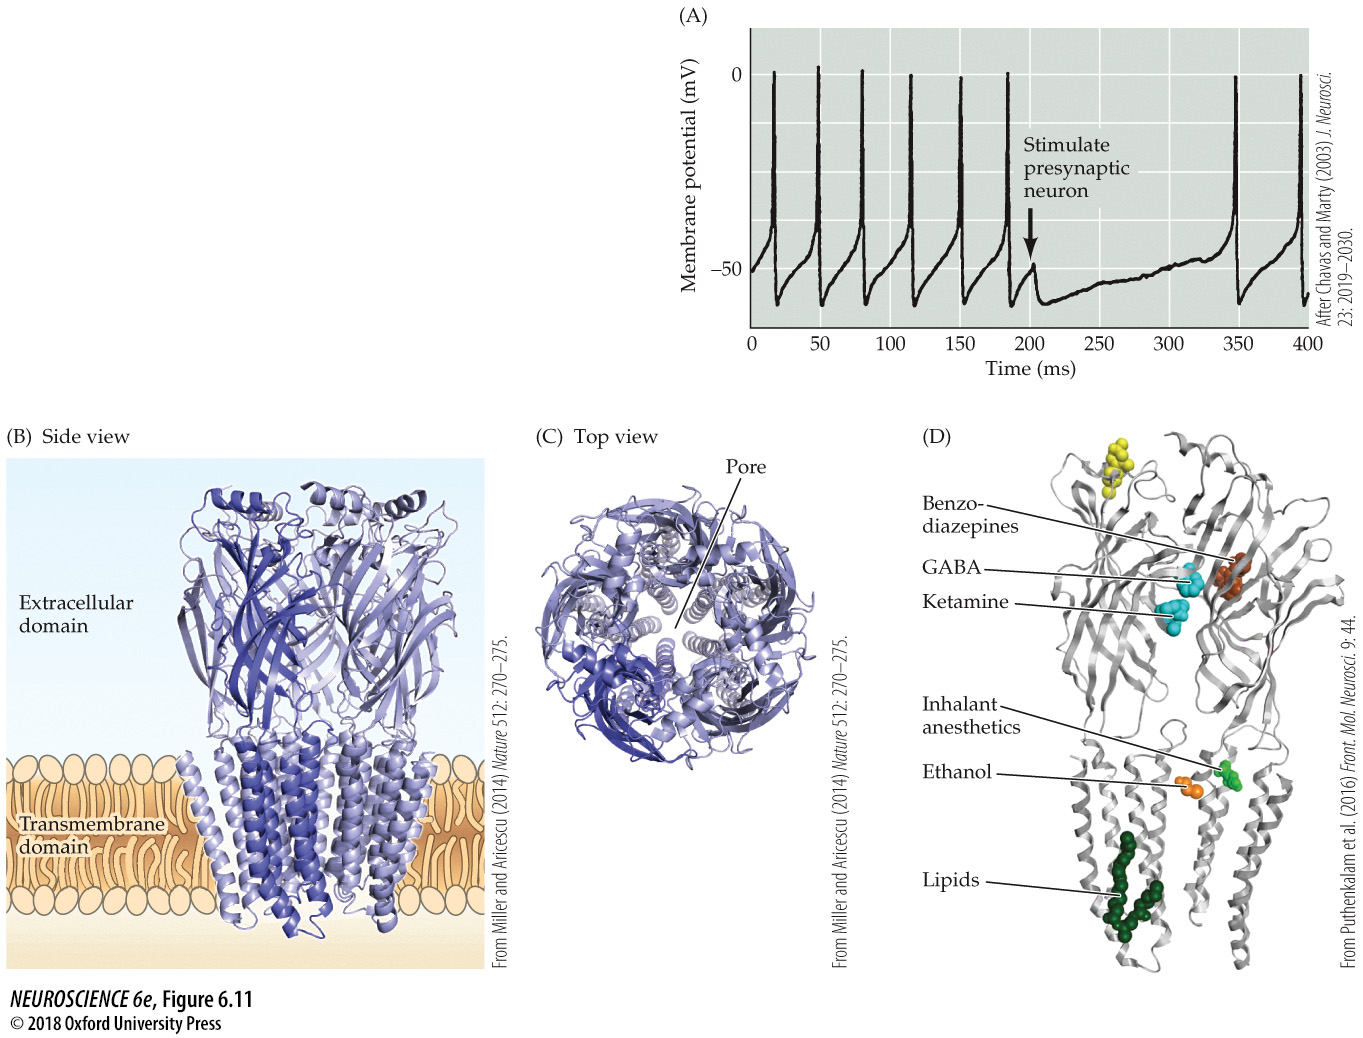 (A)
Membrane potential (mV)
0
–50
Stimulate
presynaptic
neuron
0 50 100 150 200 250 300 350 400
Time (ms)
After Chavas and Marty (2003) J. Neurosci.
23: 2019–2030.
(B) Side view
Extracellular
domain
Transmembrane
domain
From Miller and Aricescu (2014) Nature 512: 270–275.
(C) Top view
Pore
From Miller and Aricescu (2014) Nature 512: 270–275.
(D)
Benzo-
diazepines
GABA
Ketamine
Inhalant
anesthetics
Ethanol
Lipids
From Puthenkalam et al. (2016) Front. Mol. Neurosci. 9: 44.
NEUROSCIENCE 6e, Figure 6.11
© 2018 Oxford University Press